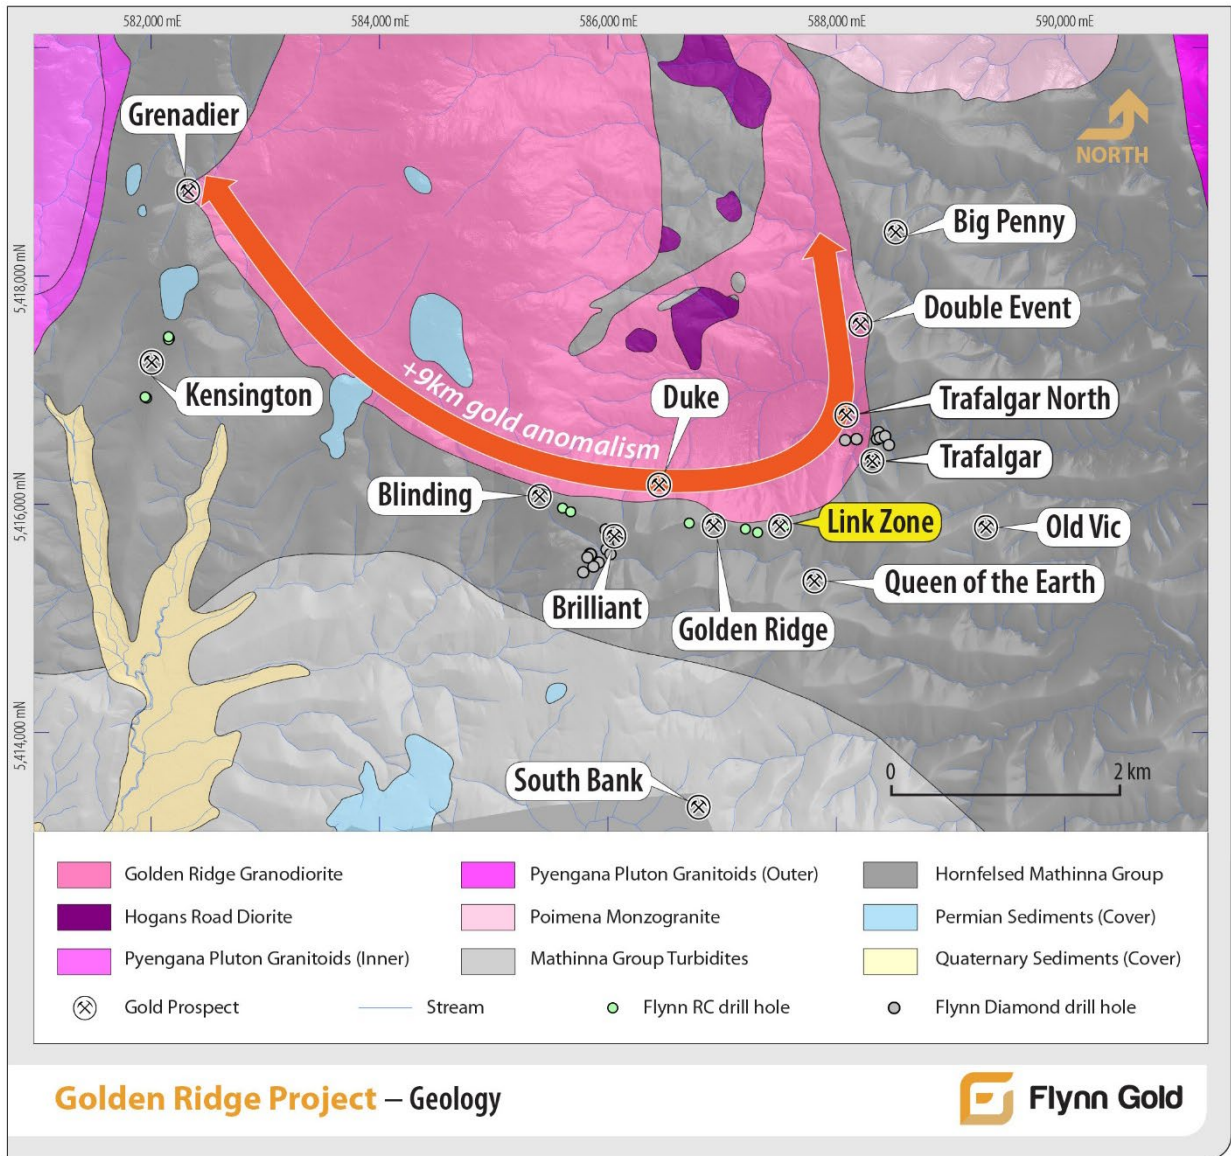 582,000 mE
584,000 mE
586,000 mE
588,000 mE
590,000 mE
Grenadier
NORTH
Big Penny
5,418,000 mN
Double Event
+9km gold anomalism
Duke
Kensington
Trafalgar North
Trafalgar
Blinding
5,416,000 mN
Link Zone
Old Vic
Queen of the Earth
Brilliant
Golden Ridge
5,414,000 mN
South Bank
0
2 km
Golden Ridge Granodiorite
Pyengana Pluton Granitoids (Outer)
Hornfelsed Mathinna Group
Hogans Road Diorite
Poimena Monzogranite
Permian Sediments (Cover)
Pyengana Pluton Granitoids (Inner)
Mathinna Group Turbidites
Quaternary Sediments (Cover)
Gold Prospect
Stream
Flynn RC drill hole
Flynn Diamond drill hole
Golden Ridge Project – Geology
Flynn Gold